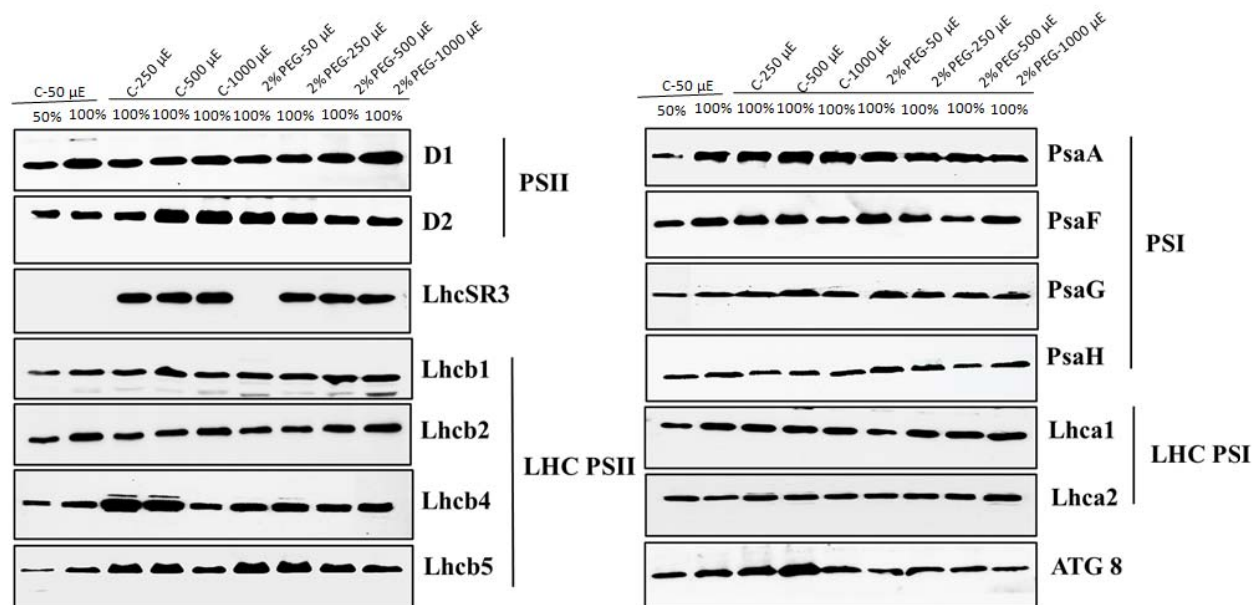 C-50 µE C-250 µE C-500 µE C-1000 µE 2% PEG-50 µE 2% PEG-250 µE 2% PEG-500 µE 2% PEG-1000 µE
50% 100% 100% 100% 100% 100% 100% 100% 100%
D1
D2
PSII
LhcSR3
Lhcb1
Lhcb2
Lhcb4
Lhcb5
LHC PSII
C-50 µE C-250 µE C-500 µE C-1000 µE 2% PEG-50 µE 2% PEG-250 µE 2% PEG-500 µE 2% PEG-1000 µE
50% 100% 100% 100% 100% 100% 100% 100% 100%
PsaA
PsaF
PsaG
PsaH
PSI
Lhca1
Lhca2
LHC PSI
ATG 8